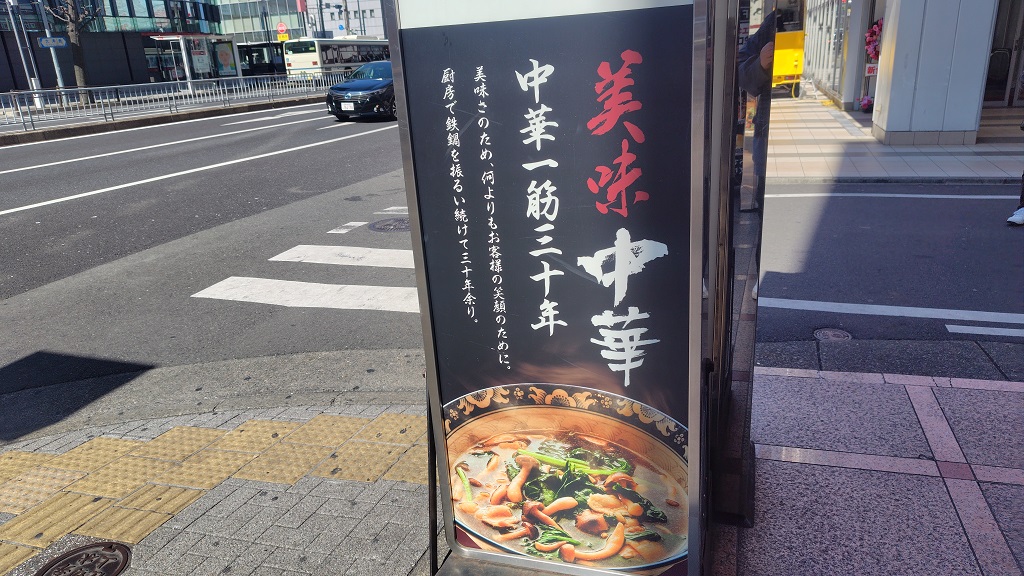 美味中華
中華一筋三十年
美味さのため、何よりもお客様の笑顔のために。
厨房で鉄鍋を振るい続けて三十年余り。